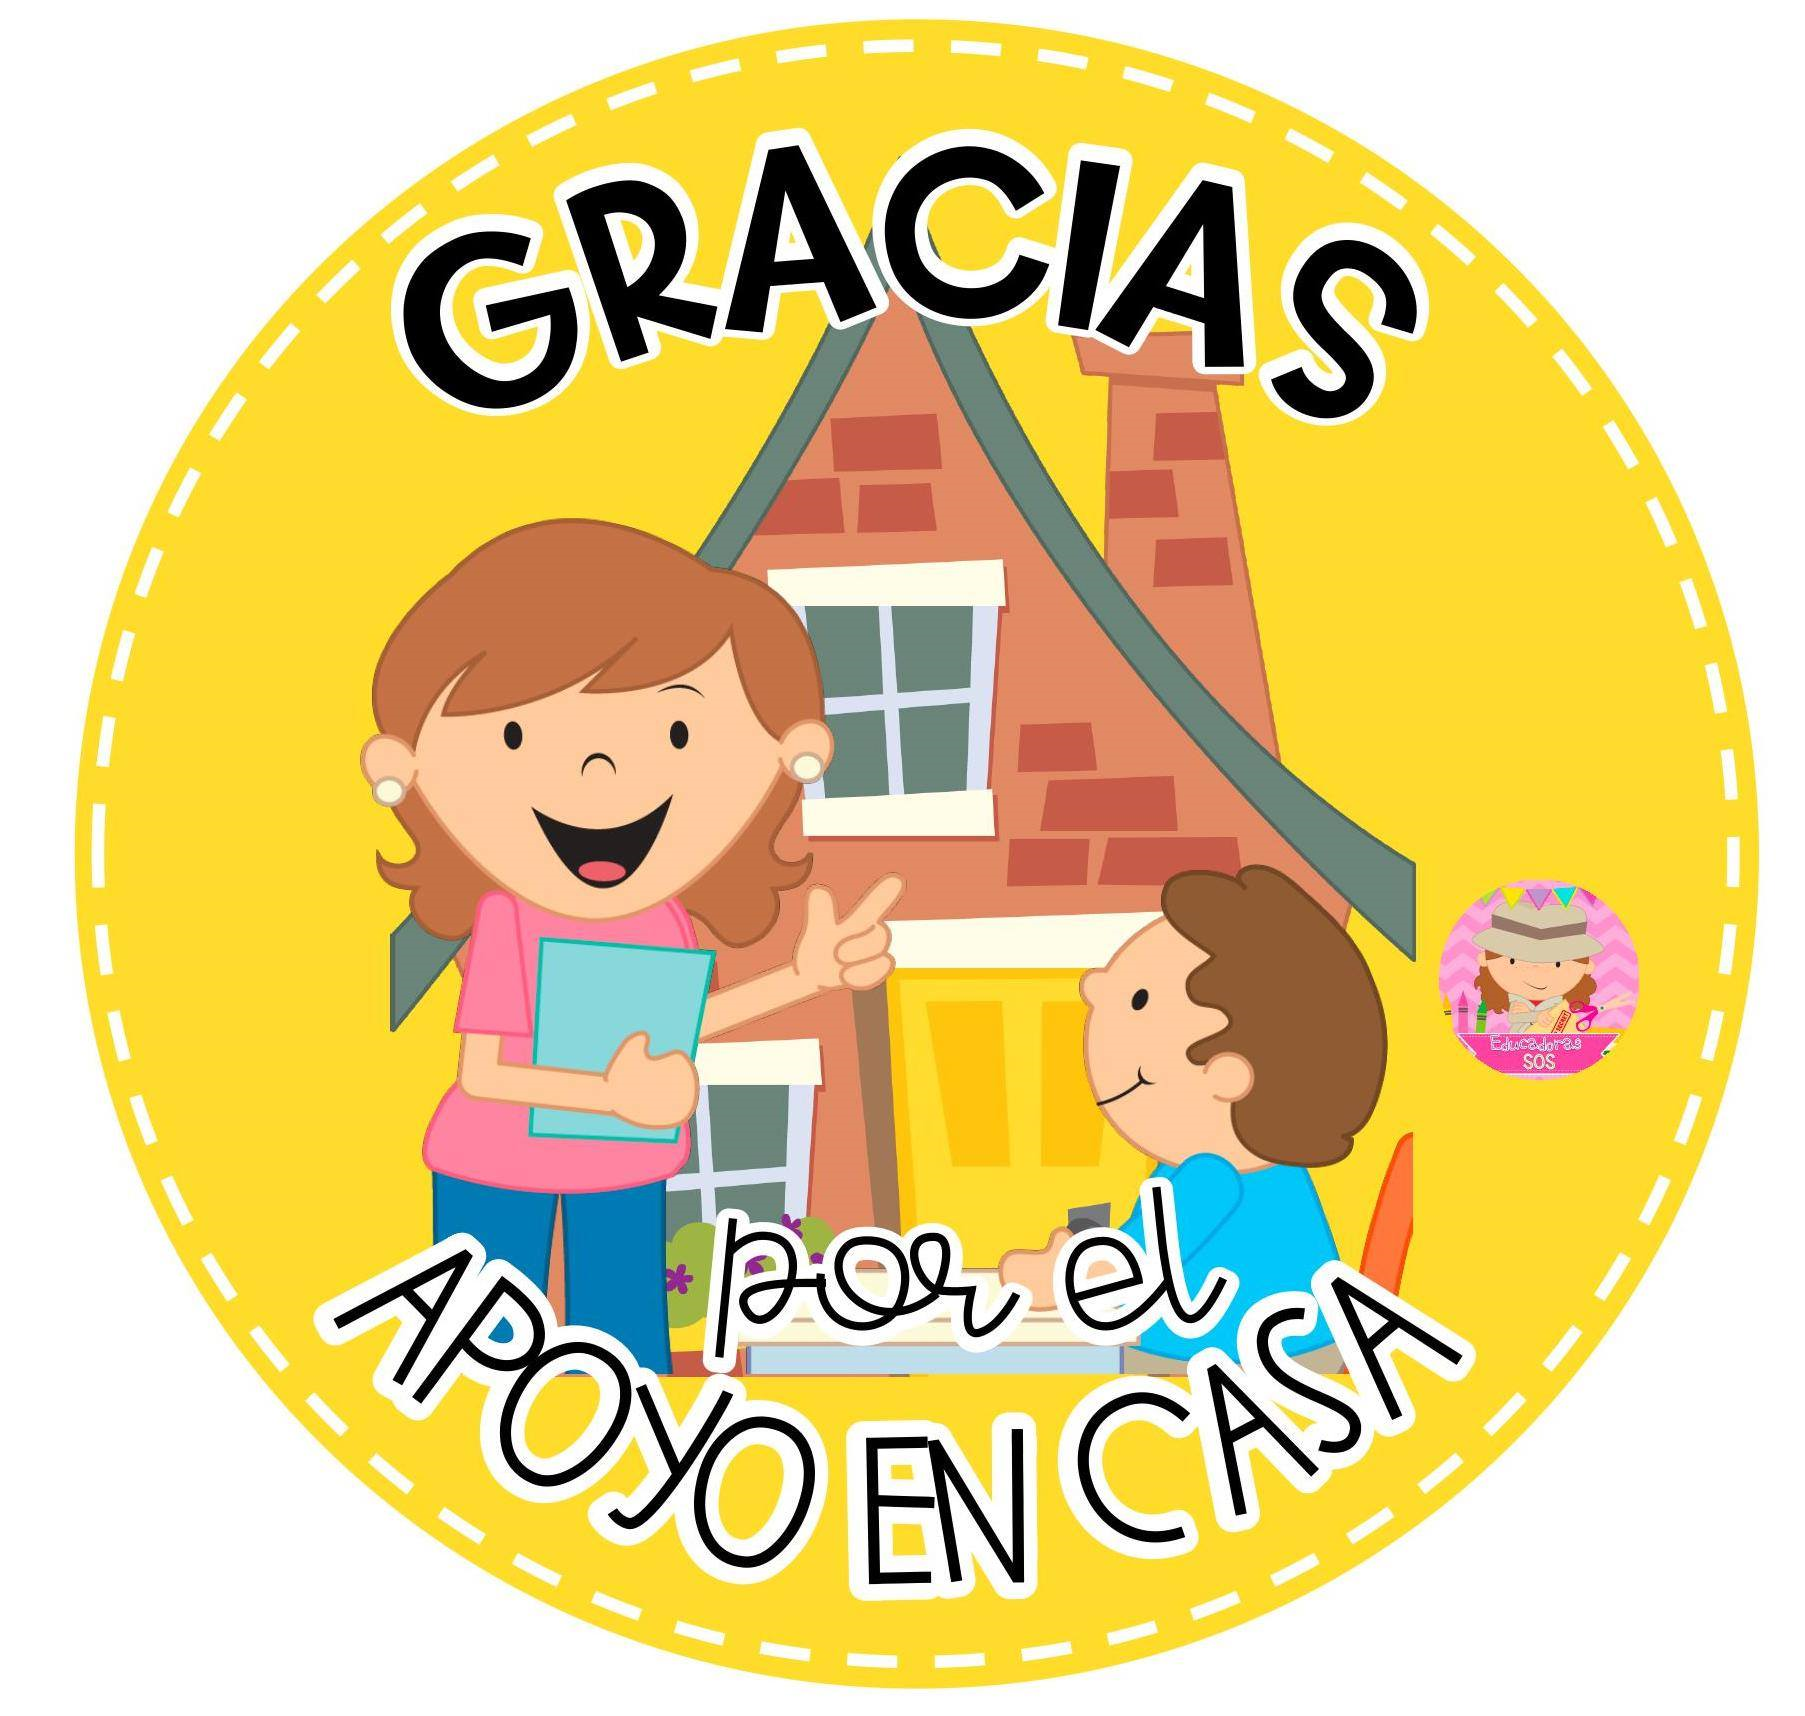 GRACIAS
por el
APOYO EN CASA
Educadoras
SOS